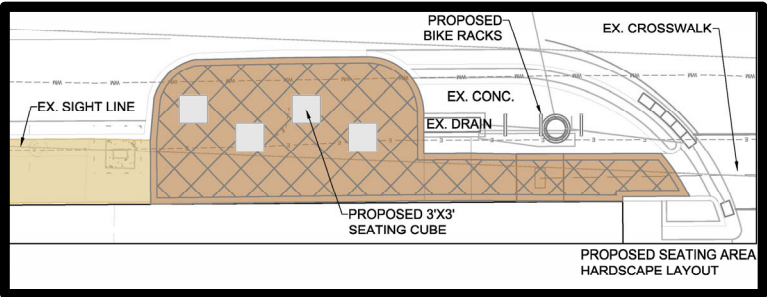 PROPOSED
BIKE RACKS
EX. CROSSWALK
EX. SIGHT LINE
EX. CONC.
EX. DRAIN
PROPOSED 3'X3'
SEATING CUBE
PROPOSED SEATING AREA
HARDSCAPE LAYOUT